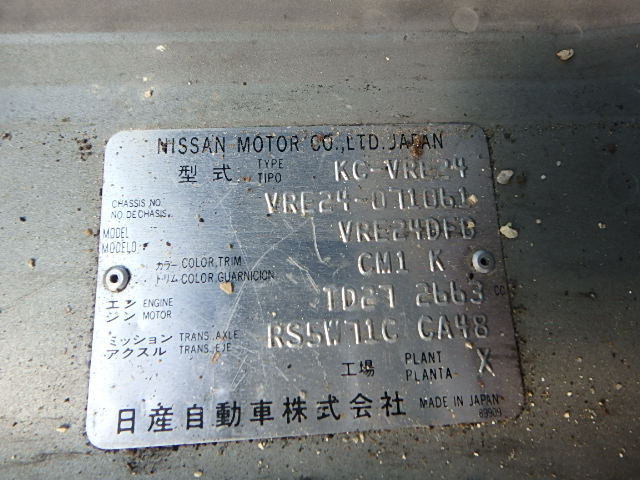 NISSAN MOTOR CO.,LTD. JAPAN
型式 TYPE TIPO KC-VRE24
CHASSIS NO. NO. DE CHASIS. VRE24-071061
MODEL MODELO VRE24DFB
カラー COLOR,TRIM トリム COLOR,GUARNICION CM1 K
エンジン ENGINE MOTOR TD27 2663 CC
ミッション TRANS. AXLE アクスル TRANS. EJE RS5W71C CA48
工場 PLANT PLANTA X
日産自動車株式会社 MADE IN JAPAN
89909